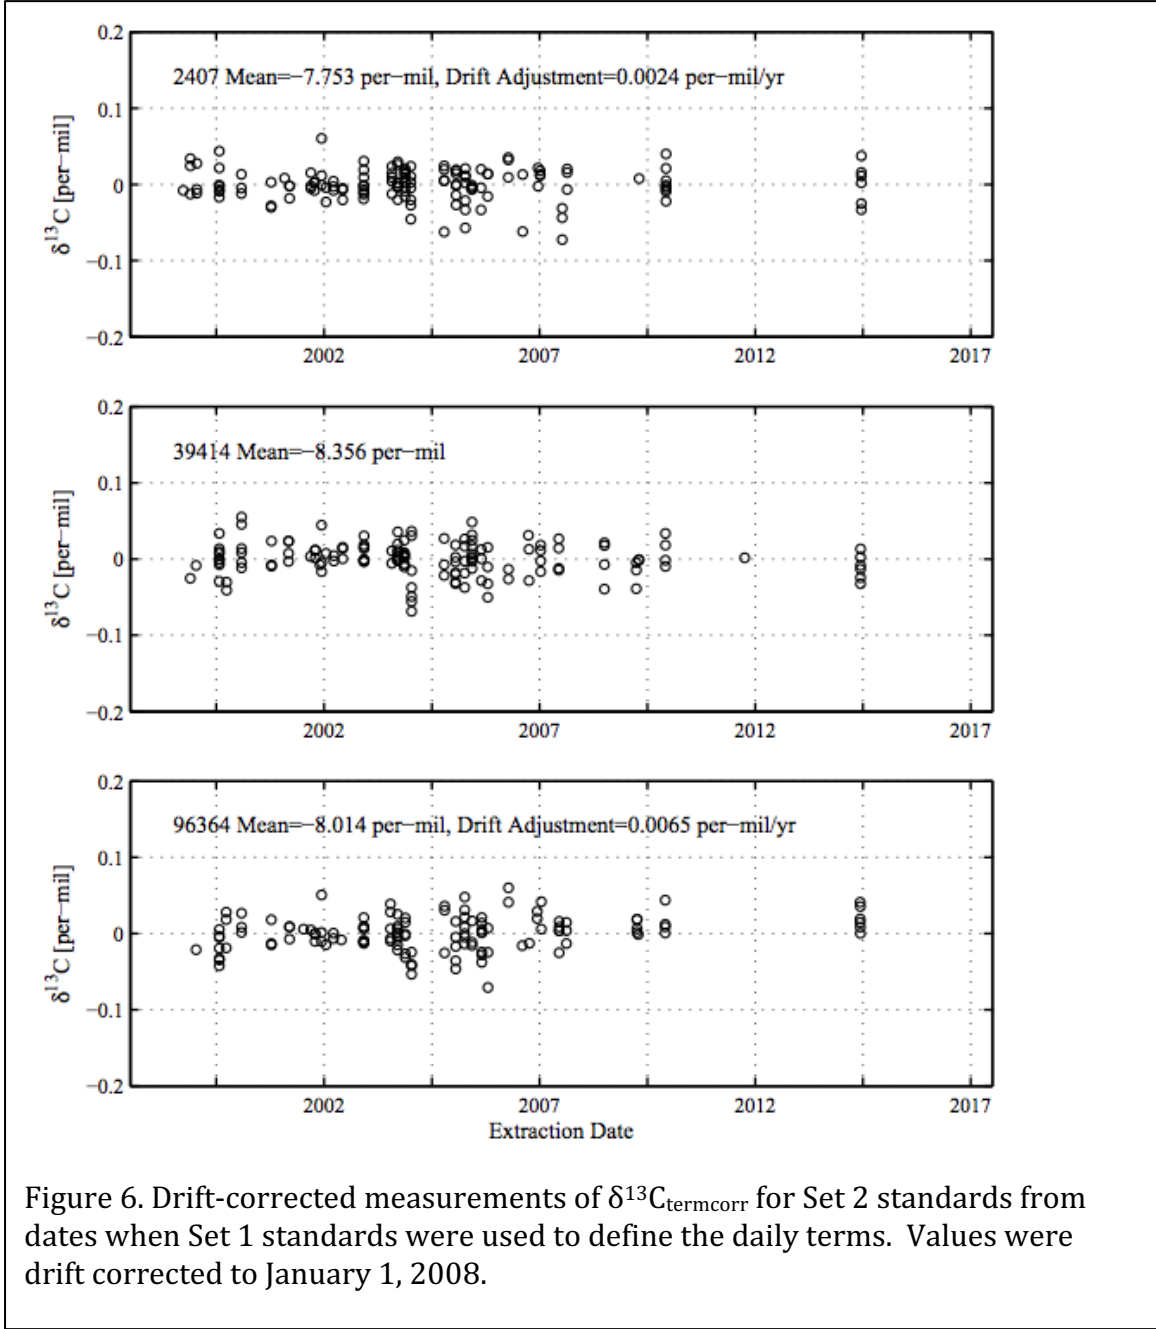 0.2
2407 Mean=−7.753 per−mil, Drift Adjustment=0.0024 per−mil/yr
0.1
0
−0.1
−0.2
δ13C [per−mil]
2002 2007 2012 2017
0.2
39414 Mean=−8.356 per−mil
0.1
0
−0.1
−0.2
δ13C [per−mil]
2002 2007 2012 2017
0.2
96364 Mean=−8.014 per−mil, Drift Adjustment=0.0065 per−mil/yr
0.1
0
−0.1
−0.2
δ13C [per−mil]
2002 2007 2012 2017
Extraction Date
Figure 6. Drift-corrected measurements of δ13Ctermcorr for Set 2 standards from
dates when Set 1 standards were used to define the daily terms.  Values were
drift corrected to January 1, 2008.